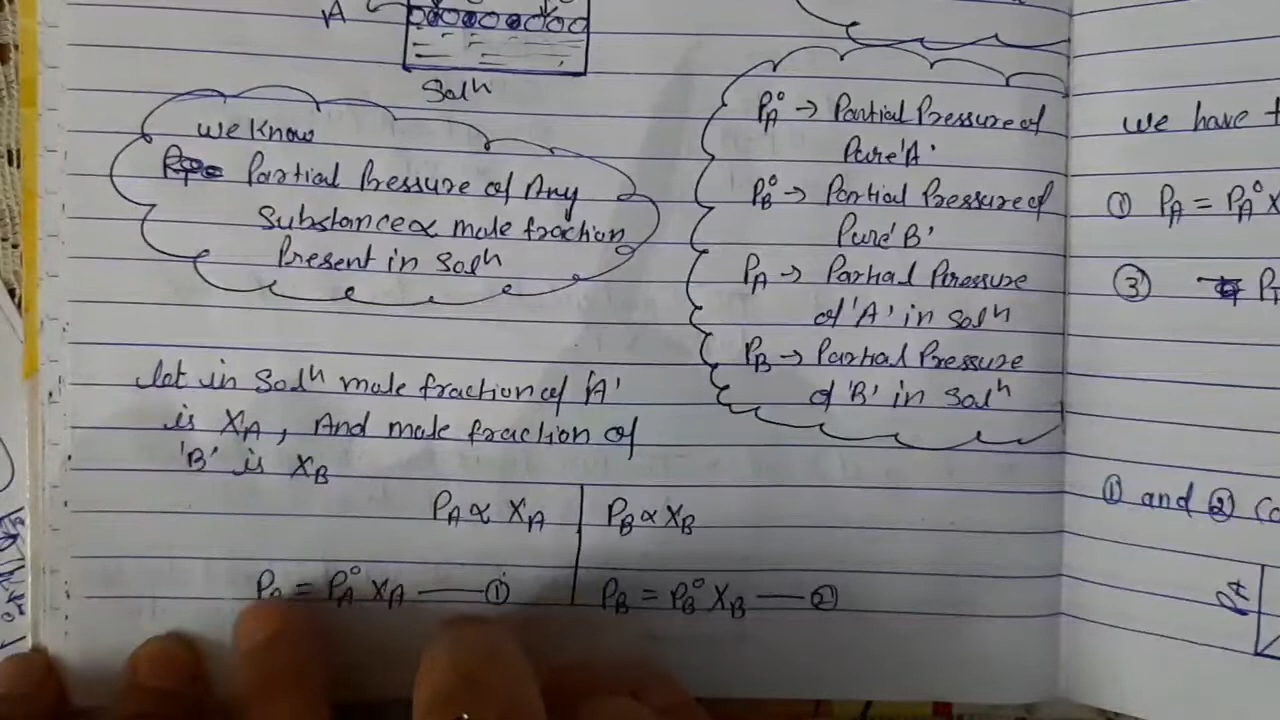 A
Solⁿ
we know
Partial Pressure of Any
Substance ∝ mole fraction
Present in Solⁿ
P°A → Partial Pressure of
Pure 'A'
P°B → Partial Pressure of
Pure 'B'
PA → Partial Pressure
of 'A' in Solⁿ
PB → Partial Pressure
of 'B' in Solⁿ
let in Solⁿ mole fraction of 'A'
is XA, And mole fraction of
'B' is XB
PA ∝ XA
PB ∝ XB
PA = P°A XA —— ①
PB = P°B XB —— ②
we have
① PA = P°A X
③
① and ②